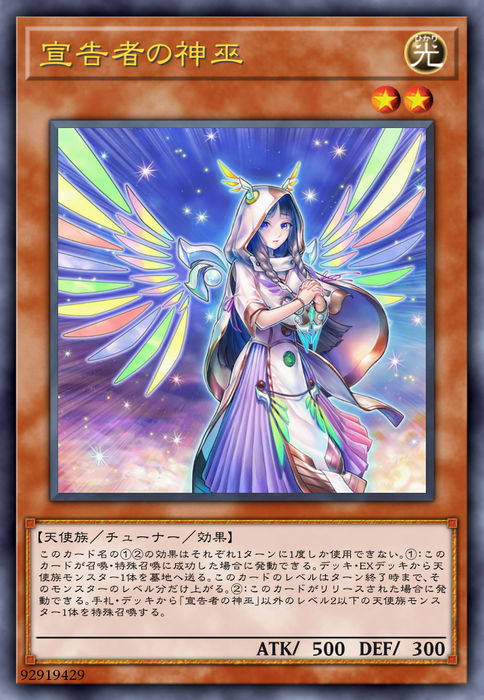 宣告者の神巫
光
ひかり
【天使族／チューナー／効果】
このカード名の①②の効果はそれぞれ1ターンに1度しか使用できない。①：この
カードが召喚・特殊召喚に成功した場合に発動できる。デッキ・EXデッキから天
使族モンスター1体を墓地へ送る。このカードのレベルはターン終了時まで、そ
のモンスターのレベル分だけ上がる。②：このカードがリリースされた場合に発
動できる。手札・デッキから「宣告者の神巫」以外のレベル2以下の天使族モンス
ター1体を特殊召喚する。
ATK/ 500 DEF/ 300
92919429